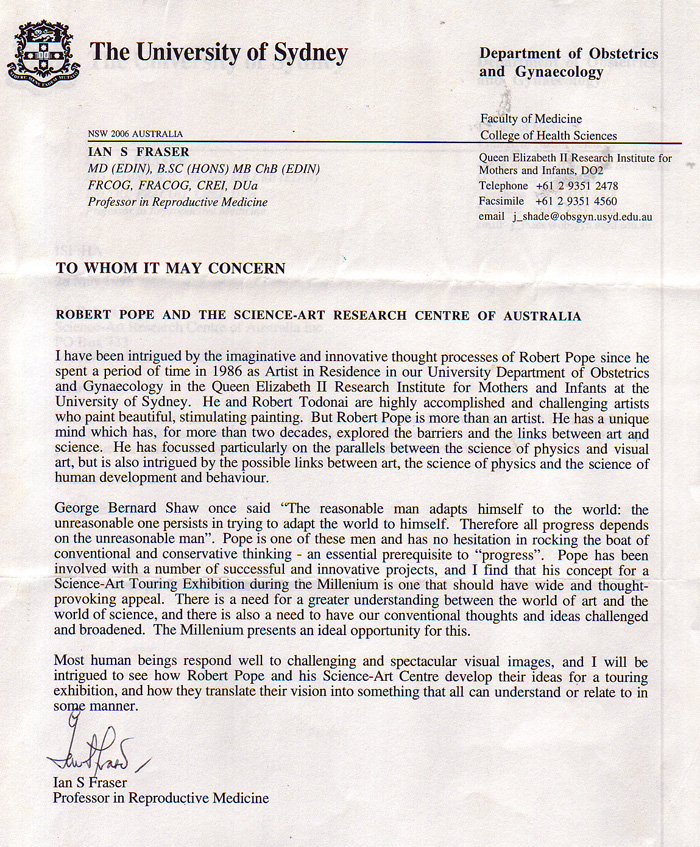 The University of Sydney
Department of Obstetrics
and Gynaecology
Faculty of Medicine
College of Health Sciences
NSW 2006 AUSTRALIA
IAN S FRASER
MD (EDIN), B.SC (HONS) MB ChB (EDIN)
FRCOG, FRACOG, CREI, DUa
Professor in Reproductive Medicine
Queen Elizabeth II Research Institute for
Mothers and Infants, DO2
Telephone +61 2 9351 2478
Facsimile +61 2 9351 4560
email j_shade@obsgyn.usyd.edu.au
TO WHOM IT MAY CONCERN
ROBERT POPE AND THE SCIENCE-ART RESEARCH CENTRE OF AUSTRALIA
I have been intrigued by the imaginative and innovative thought processes of Robert Pope since he
spent a period of time in 1986 as Artist in Residence in our University Department of Obstetrics
and Gynaecology in the Queen Elizabeth II Research Institute for Mothers and Infants at the
University of Sydney. He and Robert Todonai are highly accomplished and challenging artists
who paint beautiful, stimulating painting. But Robert Pope is more than an artist. He has a unique
mind which has, for more than two decades, explored the barriers and the links between art and
science. He has focussed particularly on the parallels between the science of physics and visual
art, but is also intrigued by the possible links between art, the science of physics and the science of
human development and behaviour.
George Bernard Shaw once said “The reasonable man adapts himself to the world: the
unreasonable one persists in trying to adapt the world to himself. Therefore all progress depends
on the unreasonable man”. Pope is one of these men and has no hesitation in rocking the boat of
conventional and conservative thinking - an essential prerequisite to “progress”. Pope has been
involved with a number of successful and innovative projects, and I find that his concept for a
Science-Art Touring Exhibition during the Millenium is one that should have wide and thought-
provoking appeal. There is a need for a greater understanding between the world of art and the
world of science, and there is also a need to have our conventional thoughts and ideas challenged
and broadened. The Millenium presents an ideal opportunity for this.
Most human beings respond well to challenging and spectacular visual images, and I will be
intrigued to see how Robert Pope and his Science-Art Centre develop their ideas for a touring
exhibition, and how they translate their vision into something that all can understand or relate to in
some manner.
Ian S Fraser
Ian S Fraser
Professor in Reproductive Medicine